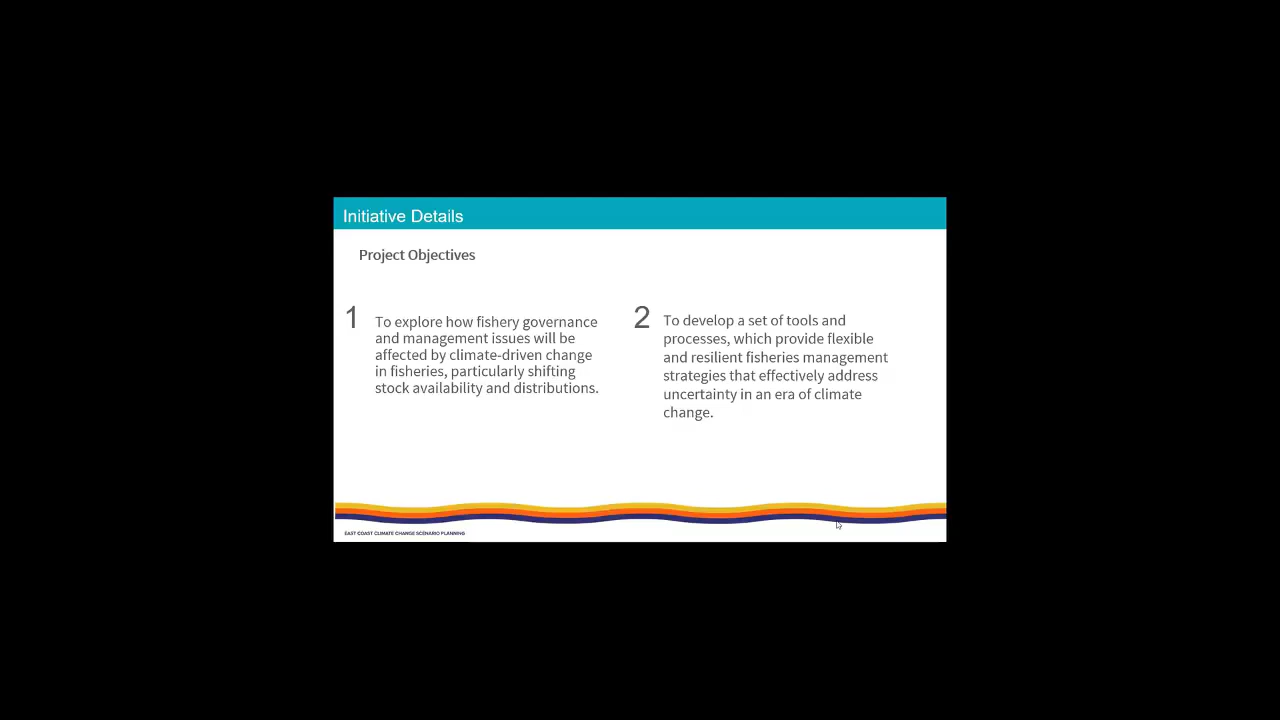 Initiative Details
Project Objectives
1
To explore how fishery governance
and management issues will be
affected by climate-driven change
in fisheries, particularly shifting
stock availability and distributions.
2
To develop a set of tools and
processes, which provide flexible
and resilient fisheries management
strategies that effectively address
uncertainty in an era of climate
change.
EAST COAST CLIMATE CHANGE SCENARIO PLANNING